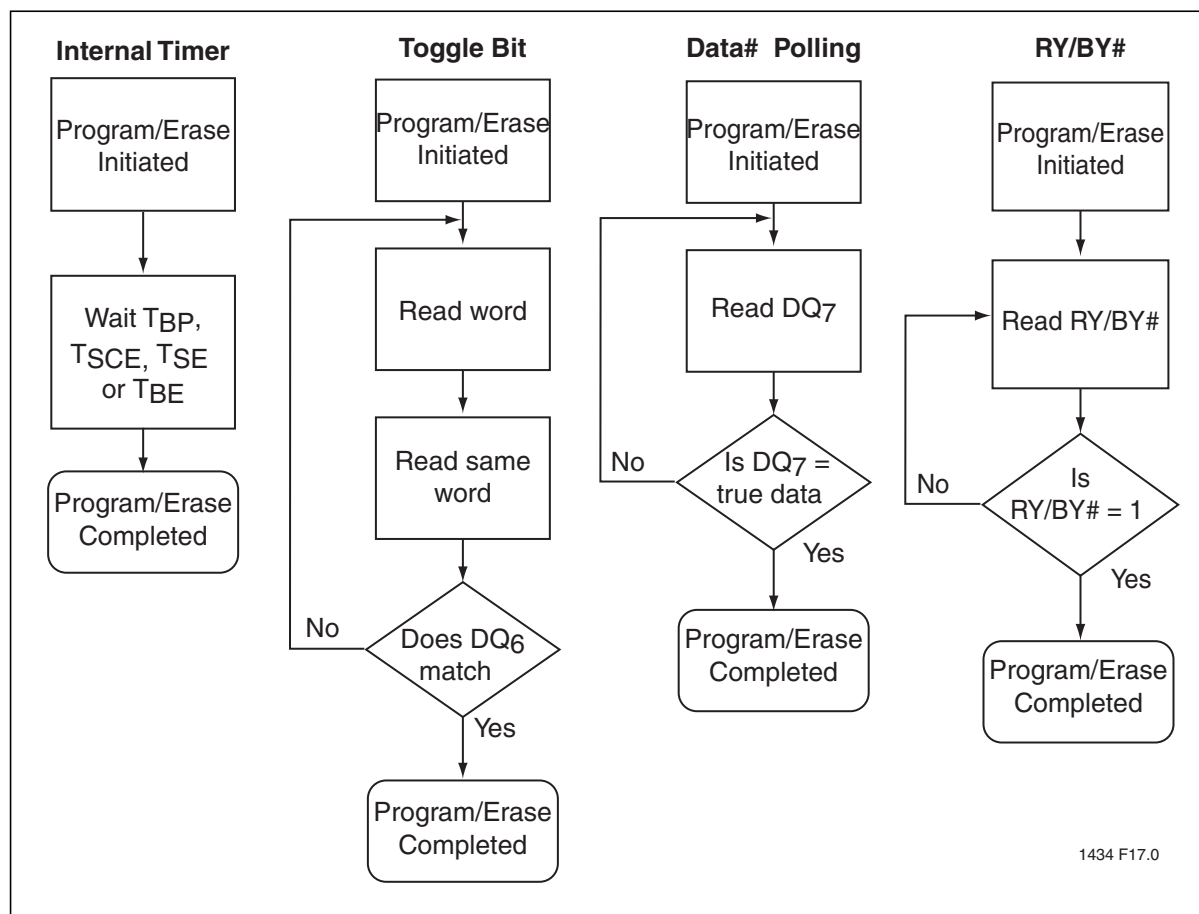 Internal Timer
Program/Erase
Initiated
Wait TBP,
TSCE, TSE
or TBE
Program/Erase
Completed
Toggle Bit
Program/Erase
Initiated
Read word
Read same
word
Does DQ6
match
No
Yes
Program/Erase
Completed
Data# Polling
Program/Erase
Initiated
Read DQ7
Is DQ7 =
true data
No
Yes
Program/Erase
Completed
RY/BY#
Program/Erase
Initiated
Read RY/BY#
Is
RY/BY# = 1
No
Yes
Program/Erase
Completed
1434 F17.0